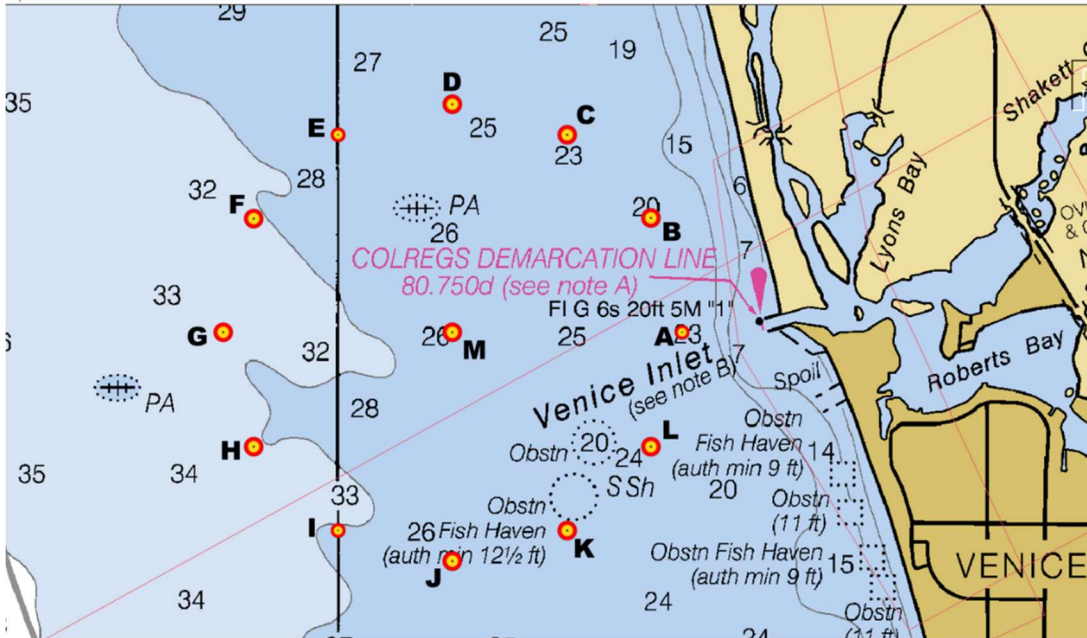 29
25
19
27
35
D
E
25
C
23
15
Shakett
28
32
F
PA
26
20
B
6
Lyons Bay
7
COLREGS DEMARCATION LINE
80.750d (see note A)
33
Fl G 6s 20ft 5M "1"
G
26
M
25
A
23
32
7
Venice Inlet
(see note B)
Spoil
Roberts Bay
PA
28
Obstn
Fish Haven
(auth min 9 ft)
14
H
Obstn
20
24
L
35
34
33
SSh
20
Obstn
Obstn
(11 ft)
I
26
Fish Haven
(auth min 12½ ft)
K
J
Obstn Fish Haven
(auth min 9 ft)
15
VENICE
34
24
Obstn
(11 ft)
24